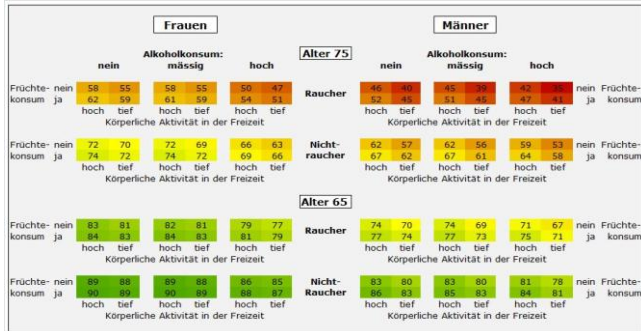 Frauen Männer
Alkoholkonsum: Alter 75 Alkoholkonsum:
nein mässig hoch nein mässig hoch
Früchte- nein 58 55 58 55 50 47 Raucher 46 40 45 39 42 35 nein Früchte-
konsum ja 62 59 61 59 54 51 52 45 51 45 47 41 ja konsum
hoch tief hoch tief hoch tief hoch tief hoch tief hoch tief
Körperliche Aktivität in der Freizeit Körperliche Aktivität in der Freizeit
Früchte- nein 72 70 72 69 66 63 Nicht- 62 57 62 56 59 53 nein Früchte-
konsum ja 74 72 74 72 69 66 raucher 67 62 67 61 64 58 ja konsum
hoch tief hoch tief hoch tief hoch tief hoch tief hoch tief
Körperliche Aktivität in der Freizeit Körperliche Aktivität in der Freizeit
Alter 65
Früchte- nein 83 81 82 81 79 77 Raucher 74 70 74 69 71 67 nein Früchte-
konsum ja 84 83 84 83 81 79 77 74 77 73 75 71 ja konsum
hoch tief hoch tief hoch tief hoch tief hoch tief hoch tief
Körperliche Aktivität in der Freizeit Körperliche Aktivität in der Freizeit
Früchte- nein 89 88 89 88 86 85 Nicht- 83 80 83 80 81 78 nein Früchte-
konsum ja 90 89 90 89 88 87 Raucher 86 83 85 83 84 81 ja konsum
hoch tief hoch tief hoch tief hoch tief hoch tief hoch tief
Körperliche Aktivität in der Freizeit Körperliche Aktivität in der Freizeit